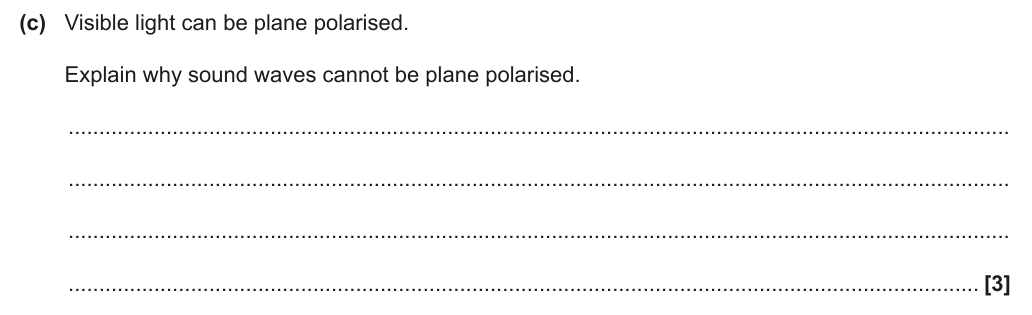 (c) Visible light can be plane polarised.
Explain why sound waves cannot be plane polarised.
..........................................................................................................................................................
..........................................................................................................................................................
..........................................................................................................................................................
..................................................................................................................................................... [3]